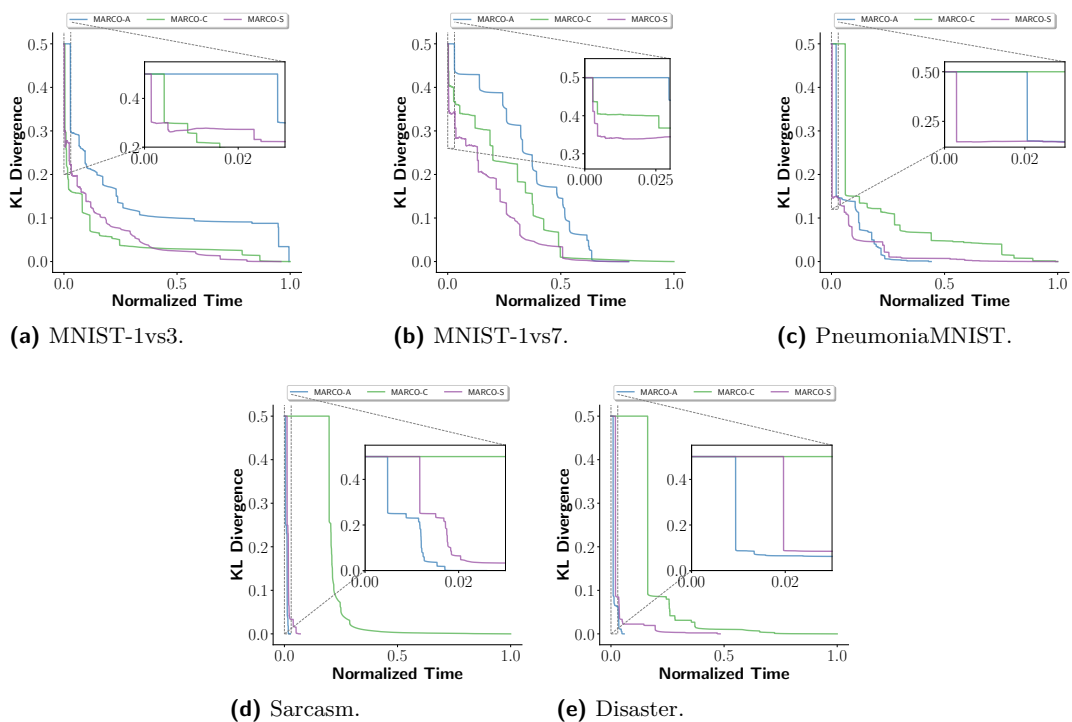 MARCO-A MARCO-C MARCO-S
0.5
0.4
0.3
0.2
0.1
0.0
KL Divergence
0.4
0.2
0.00 0.02
0.0 0.5 1.0
Normalized Time
(a) MNIST-1vs3.
MARCO-A MARCO-C MARCO-S
0.5
0.4
0.3
0.2
0.1
0.0
KL Divergence
0.5
0.4
0.3
0.000 0.025
0.0 0.5 1.0
Normalized Time
(b) MNIST-1vs7.
MARCO-A MARCO-C MARCO-S
0.5
0.4
0.3
0.2
0.1
0.0
KL Divergence
0.50
0.25
0.00 0.02
0.0 0.5 1.0
Normalized Time
(c) PneumoniaMNIST.
MARCO-A MARCO-C MARCO-S
0.5
0.4
0.3
0.2
0.1
0.0
KL Divergence
0.4
0.2
0.0
0.00 0.02
0.0 0.5 1.0
Normalized Time
(d) Sarcasm.
MARCO-A MARCO-C MARCO-S
0.5
0.4
0.3
0.2
0.1
0.0
KL Divergence
0.4
0.2
0.0
0.00 0.02
0.0 0.5 1.0
Normalized Time
(e) Disaster.